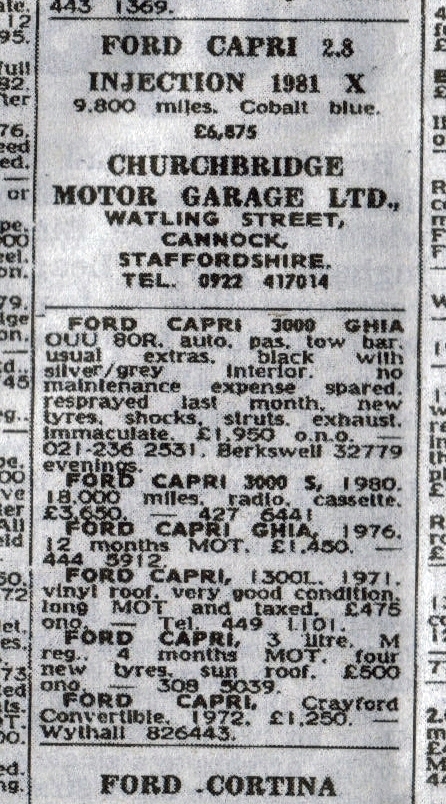 443 1369.
FORD CAPRI 2.8
INJECTION 1981 X
9.800 miles. Cobalt blue.
£6,875
CHURCHBRIDGE
MOTOR GARAGE LTD.,
WATLING STREET,
CANNOCK,
STAFFORDSHIRE.
TEL. 0922 417014
FORD CAPRI 3000 GHIA
OUU 80R. auto. pas. tow bar.
usual extras. black with
silver/grey interior. no
maintenance expense spared.
resprayed last month, new
tyres, shocks, struts, exhaust.
Immaculate. £1,950 o.n.o. —
021-236 2531. Berkswell 32779
evenings.
FORD CAPRI 3000 S, 1980.
18,000 miles, radio, cassette.
£3,650. — 427 6441
FORD CAPRI GHIA, 1976.
12 months MOT. £1,450. —
444 5912.
FORD CAPRI, 1300L. 1971.
vinyl roof. very good condition.
long MOT and taxed. £475
ono. — Tel. 449 1101.
FORD CAPRI, 3 litre, M
reg., 4 months MOT, four
new tyres, sun roof. £500
ono. — 308 5039.
FORD CAPRI, Crayford
Convertible, 1972, £1,250. —
Wythall 826443.
FORD .CORTINA